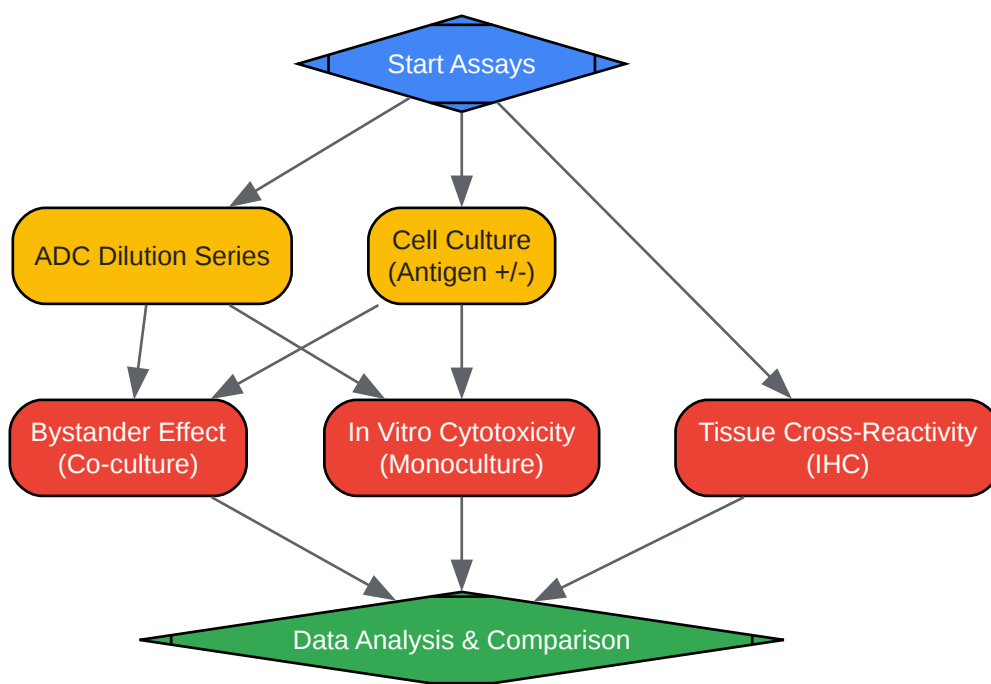 Start Assays
ADC Dilution Series
Cell Culture
(Antigen +/-)
Bystander Effect
(Co-culture)
In Vitro Cytotoxicity
(Monoculture)
Tissue Cross-Reactivity
(IHC)
Data Analysis & Comparison